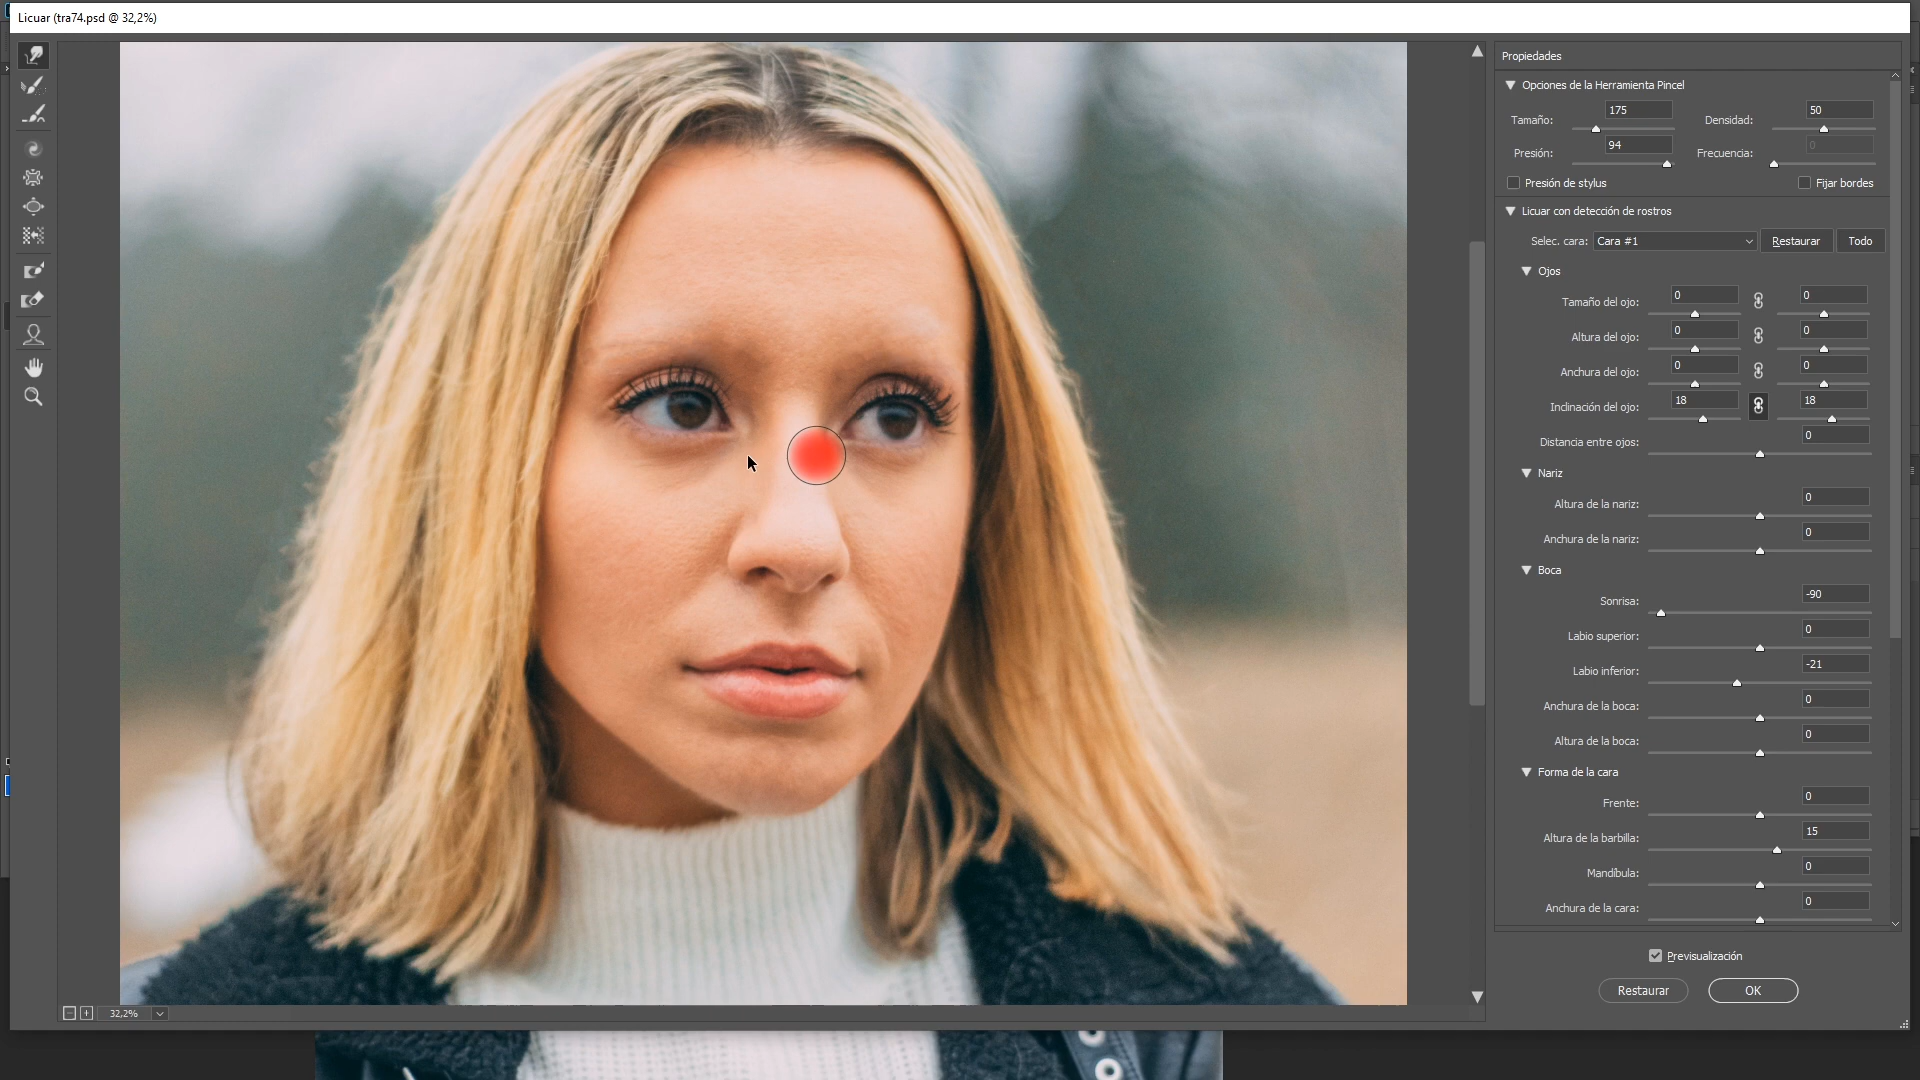 Licuar (tra74.psd @ 32,2%)
Propiedades
Opciones de la Herramienta Pincel
Tamaño: 175 Densidad: 50
Presión: 94 Frecuencia: 0
Presión de stylus Fijar bordes
Licuar con detección de rostros
Selec. cara: Cara #1 Restaurar Todo
Ojos
Tamaño del ojo: 0 0
Altura del ojo: 0 0
Anchura del ojo: 0 0
Inclinación del ojo: 18 18
Distancia entre ojos: 0
Nariz
Altura de la nariz: 0
Anchura de la nariz: 0
Boca
Sonrisa: -90
Labio superior: 0
Labio inferior: -21
Anchura de la boca: 0
Altura de la boca: 0
Forma de la cara
Frente: 0
Altura de la barbilla: 15
Mandíbula: 0
Anchura de la cara: 0
Previsualización
Restaurar OK
32,2%